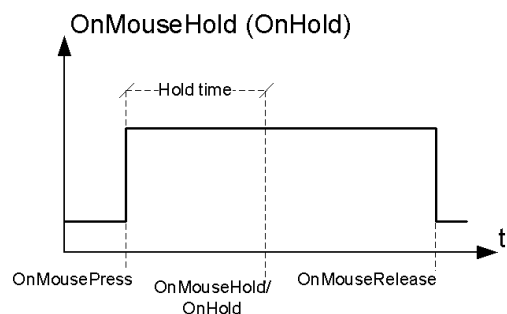 OnMouseHold (OnHold)
Hold time
t
OnMousePress
OnMouseHold/
OnHold
OnMouseRelease